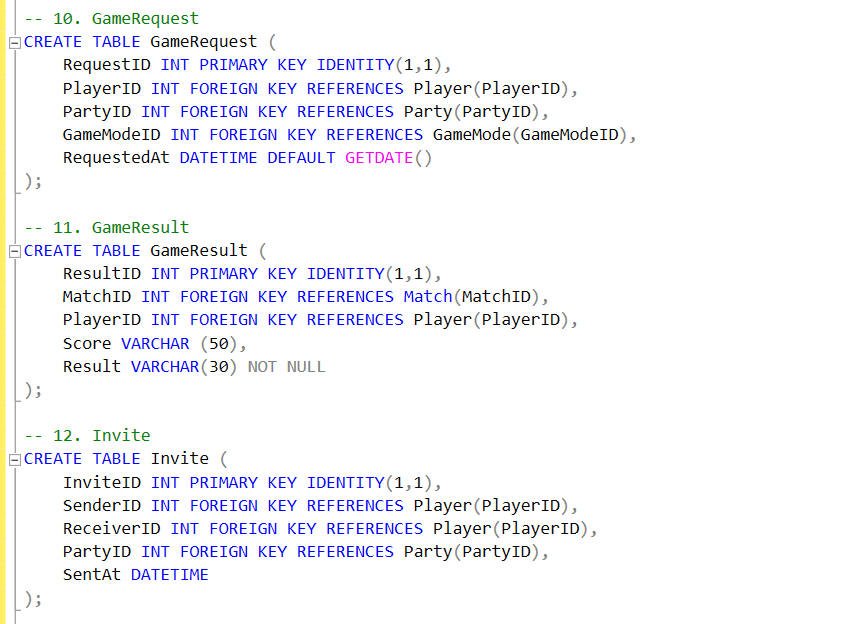 -- 10. GameRequest
CREATE TABLE GameRequest (
RequestID INT PRIMARY KEY IDENTITY(1,1),
PlayerID INT FOREIGN KEY REFERENCES Player(PlayerID),
PartyID INT FOREIGN KEY REFERENCES Party(PartyID),
GameModeID INT FOREIGN KEY REFERENCES GameMode(GameModeID),
RequestedAt DATETIME DEFAULT GETDATE()
);
-- 11. GameResult
CREATE TABLE GameResult (
ResultID INT PRIMARY KEY IDENTITY(1,1),
MatchID INT FOREIGN KEY REFERENCES Match(MatchID),
PlayerID INT FOREIGN KEY REFERENCES Player(PlayerID),
Score VARCHAR (50),
Result VARCHAR(30) NOT NULL
);
-- 12. Invite
CREATE TABLE Invite (
InviteID INT PRIMARY KEY IDENTITY(1,1),
SenderID INT FOREIGN KEY REFERENCES Player(PlayerID),
ReceiverID INT FOREIGN KEY REFERENCES Player(PlayerID),
PartyID INT FOREIGN KEY REFERENCES Party(PartyID),
SentAt DATETIME
);